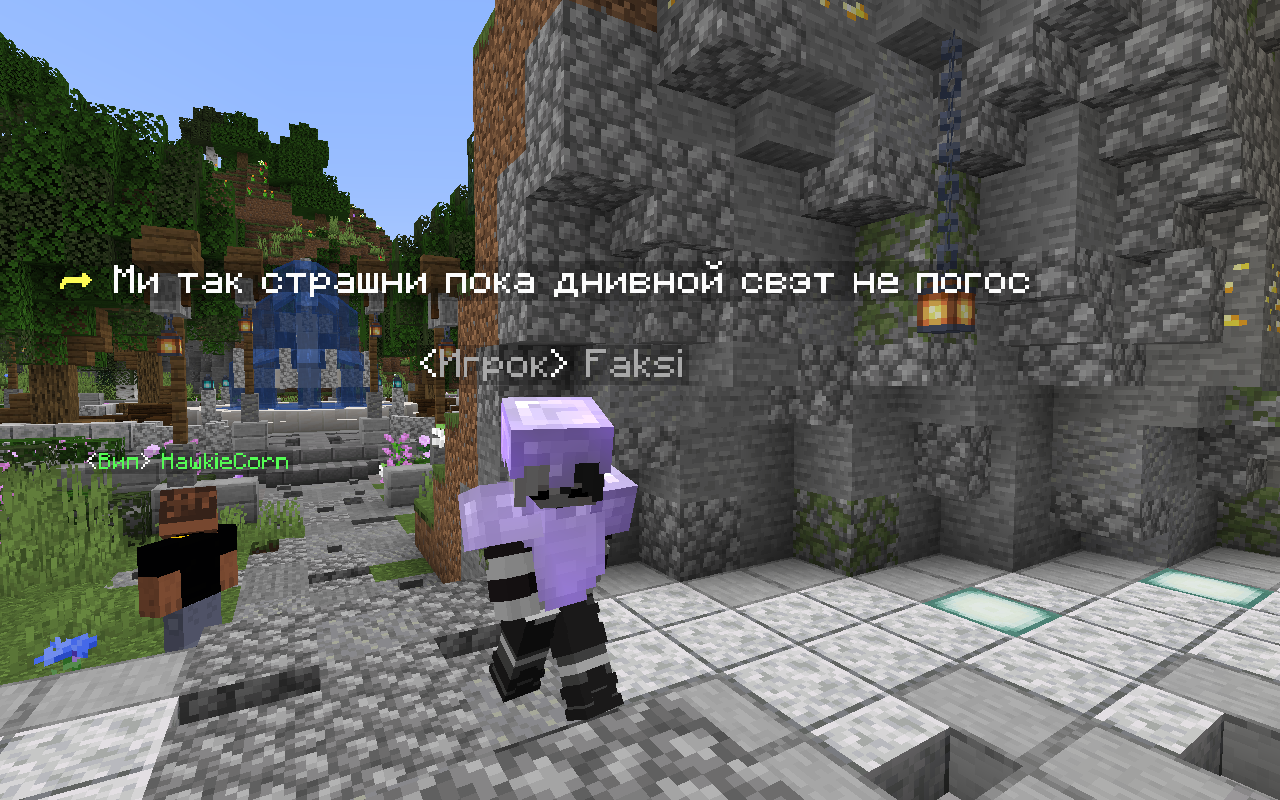 Ми так страшни пока днивной свэт не погос
<Игрок> Faksi
<Вип> HawkieCorn